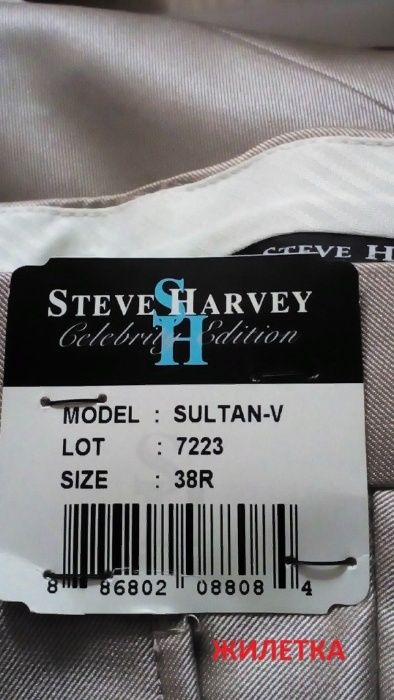 STEVE H
SH
STEVE HARVEY
Celebrity Edition
MODEL : SULTAN-V
LOT : 7223
SIZE : 38R
8 86802 08808 4
ЖИЛЕТКА